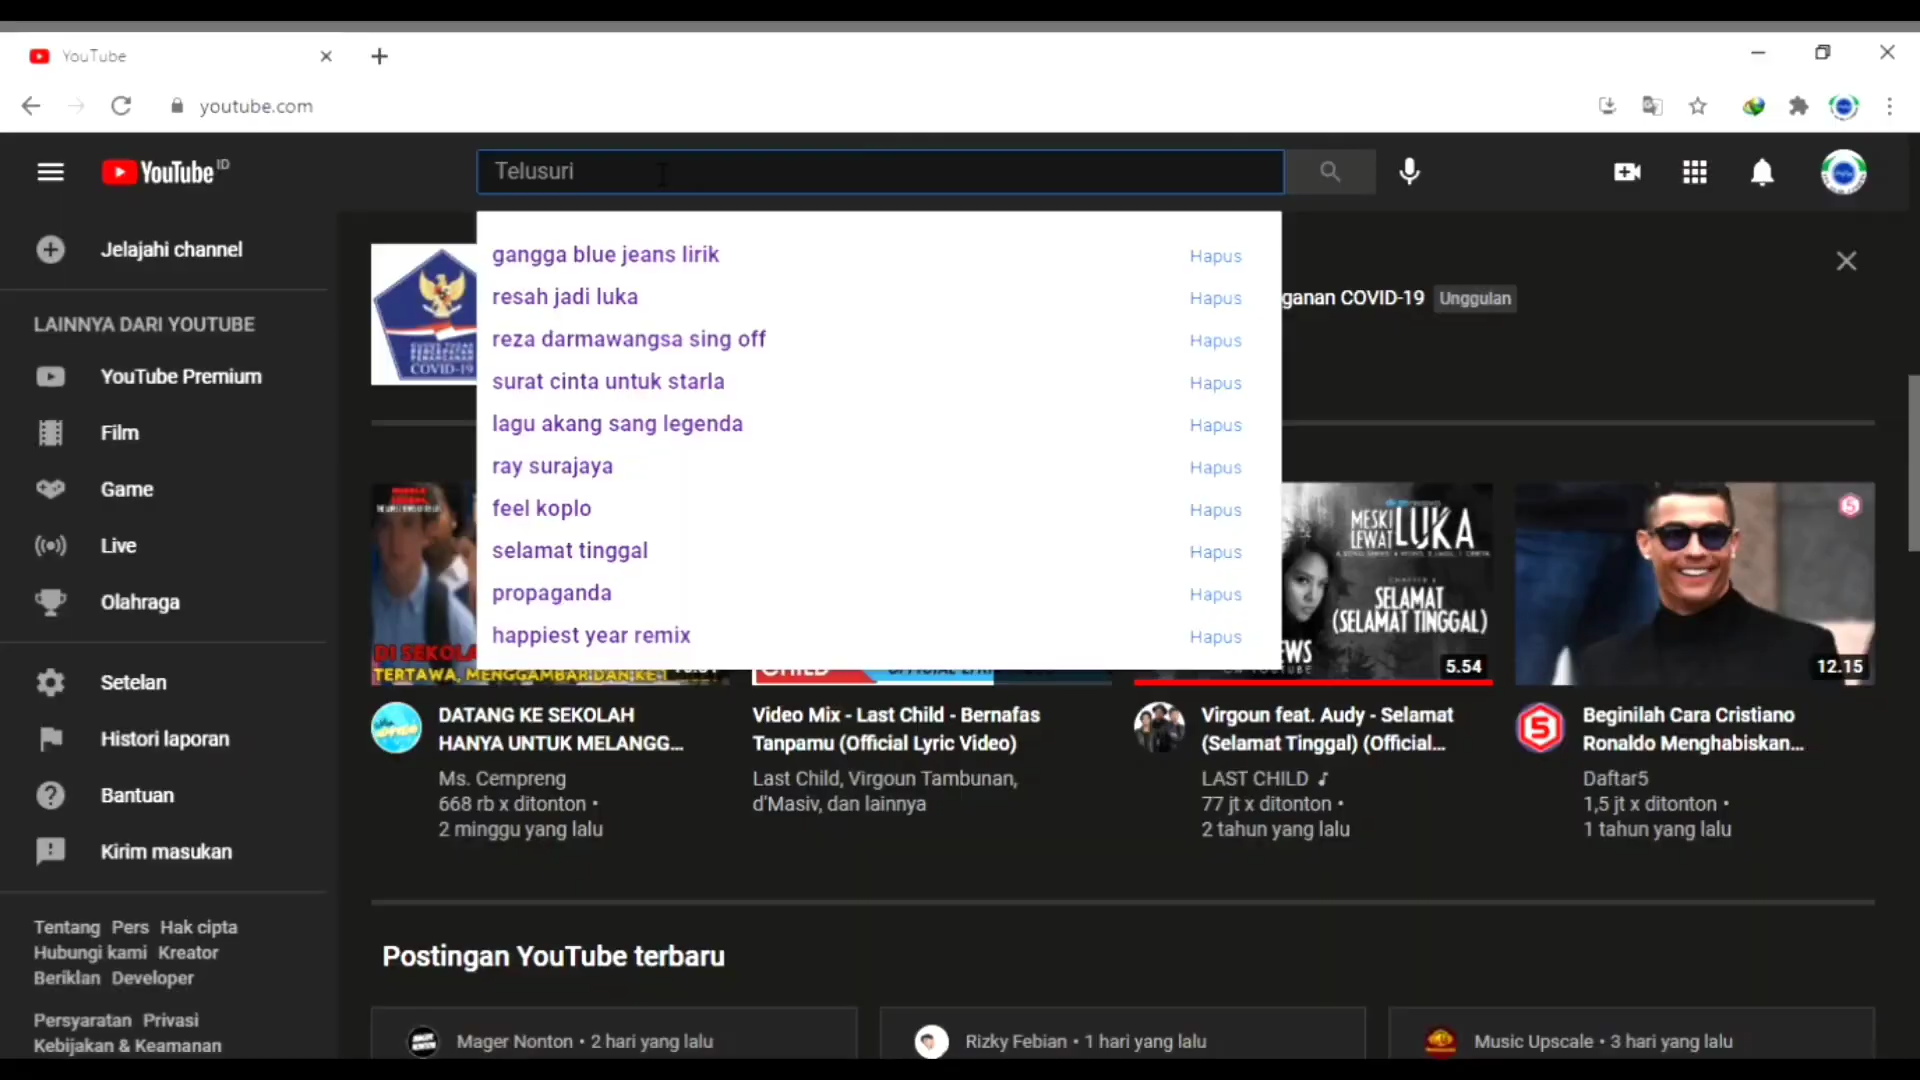 YouTube
youtube.com
YouTube ID
Telusuri
Jelajahi channel
LAINNYA DARI YOUTUBE
YouTube Premium
Film
Game
Live
Olahraga
Setelan
Histori laporan
Bantuan
Kirim masukan
Tentang Pers Hak cipta
Hubungi kami Kreator
Beriklan Developer
Persyaratan Privasi
Kebijakan & Keamanan
gangga blue jeans lirik Hapus
resah jadi luka Hapus
reza darmawangsa sing off Hapus
surat cinta untuk starla Hapus
lagu akang sang legenda Hapus
ray surajaya Hapus
feel koplo Hapus
selamat tinggal Hapus
propaganda Hapus
happiest year remix Hapus
COVID-19
ganan COVID-19 Unggulan
DI SEKOLA
TERTAWA, MENGGAMBAR DAN KE
CHILD
MESKI
LEWAT LUKA
SELAMAT
(SELAMAT TINGGAL)
5.54
12.15
DATANG KE SEKOLAH
HANYA UNTUK MELANGG...
Ms. Cempreng
668 rb x ditonton •
2 minggu yang lalu
Video Mix - Last Child - Bernafas
Tanpamu (Official Lyric Video)
Last Child, Virgoun Tambunan,
d'Masiv, dan lainnya
Virgoun feat. Audy - Selamat
(Selamat Tinggal) (Official...
LAST CHILD
77 jt x ditonton •
2 tahun yang lalu
Beginilah Cara Cristiano
Ronaldo Menghabiskan...
Daftar5
1,5 jt x ditonton •
1 tahun yang lalu
Postingan YouTube terbaru
Mager Nonton • 2 hari yang lalu
Rizky Febian • 1 hari yang lalu
Music Upscale • 3 hari yang lalu